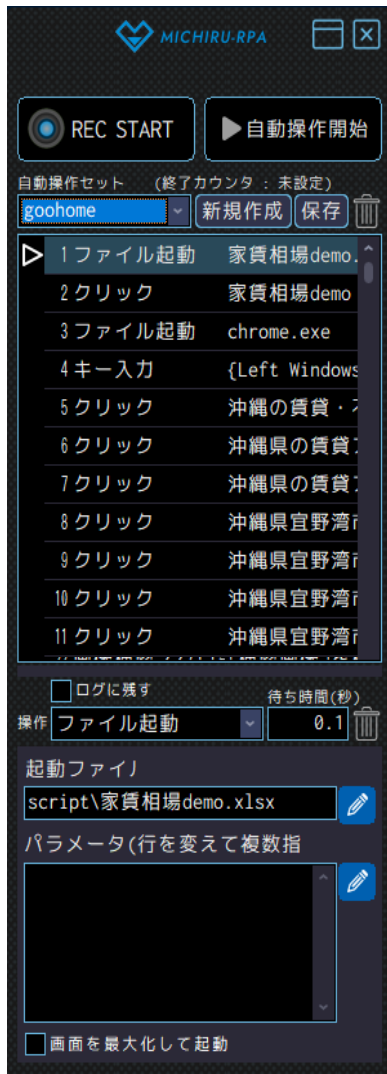 MICHIRU-RPA
REC START
自動操作開始
自動操作セット (終了カウンタ : 未設定)
goohome 新規作成 保存
1 ファイル起動 家賃相場demo.
2 クリック 家賃相場demo
3 ファイル起動 chrome.exe
4 キー入力 {Left Windows
5 クリック 沖縄の賃貸・
6 クリック 沖縄県の賃貸
7 クリック 沖縄県の賃貸
8 クリック 沖縄県宜野湾
9 クリック 沖縄県宜野湾
10 クリック 沖縄県宜野湾
11 クリック 沖縄県宜野湾
ログに残す 待ち時間(秒)
操作 ファイル起動 0.1
起動ファイ
script\家賃相場demo.xlsx
パラメータ(行を変えて複数指
画面を最大化して起動